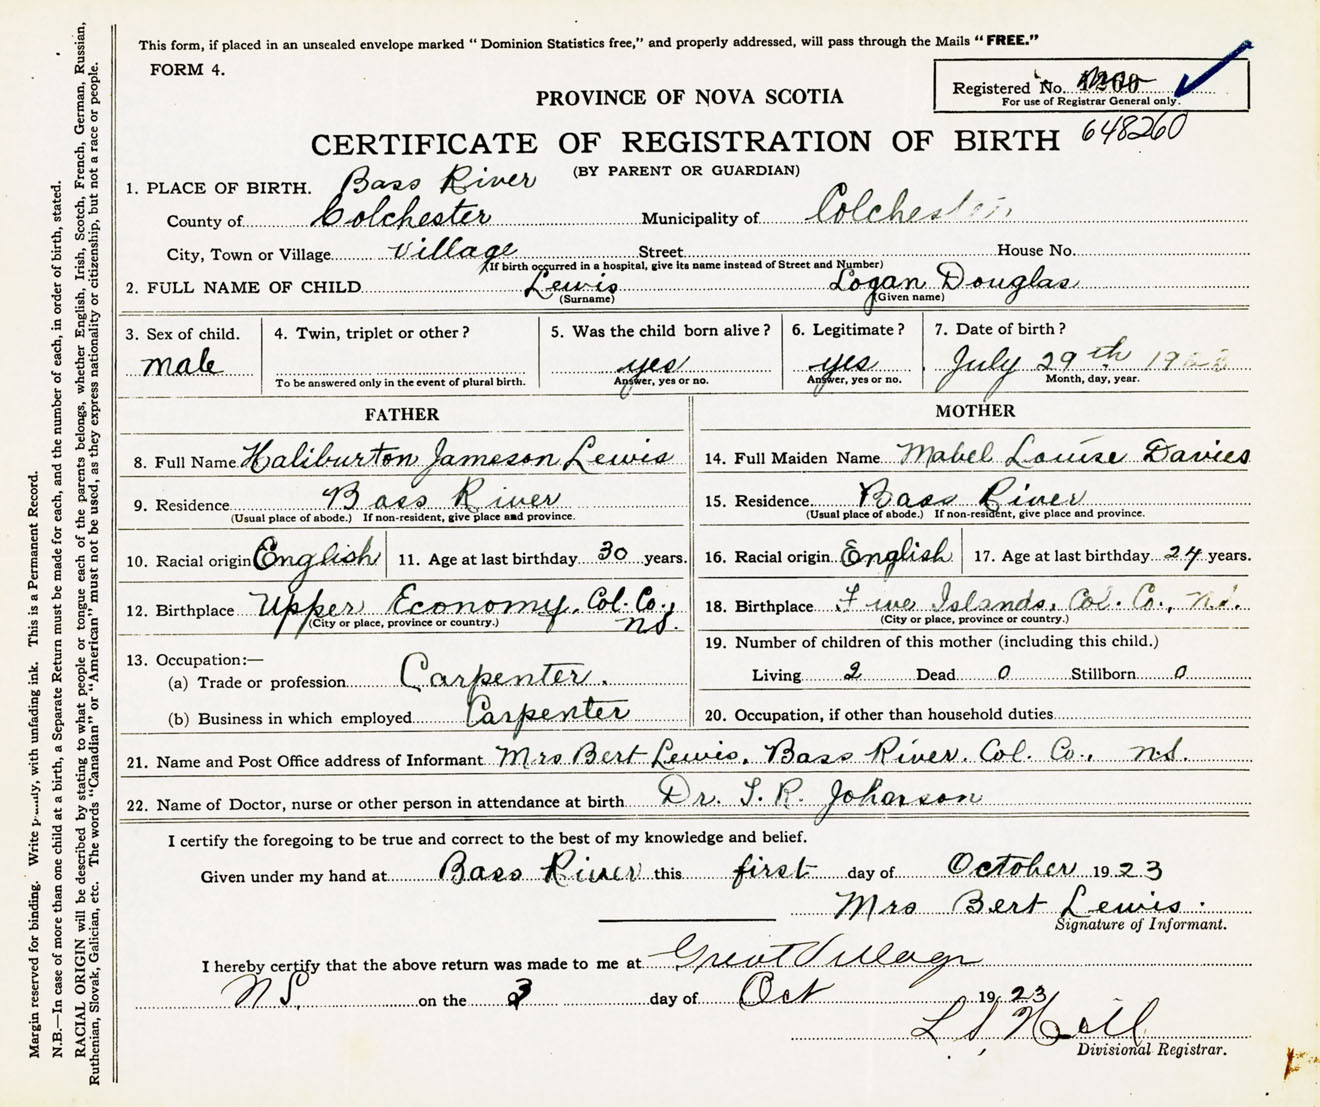 This form, if placed in an unsealed envelope marked “Dominion Statistics free,” and properly addressed, will pass through the Mails “FREE.”
FORM 4.
Registered No.
For use of Registrar General only.
648260
PROVINCE OF NOVA SCOTIA
CERTIFICATE OF REGISTRATION OF BIRTH
(BY PARENT OR GUARDIAN)
1. PLACE OF BIRTH. Bass River
County of Colchester Municipality of Colchester
City, Town or Village Village Street House No.
(If birth occurred in a hospital, give its name instead of Street and Number)
2. FULL NAME OF CHILD Lewis Logan Douglas
(Surname) (Given name)
3. Sex of child. 4. Twin, triplet or other? 5. Was the child born alive? 6. Legitimate? 7. Date of birth?
male yes yes July 29th
To be answered only in the event of plural birth. Answer, yes or no. Answer, yes or no. Month, day, year.
FATHER
8. Full Name Haliburton Jameson Lewis
9. Residence Bass River
(Usual place of abode.) If non-resident, give place and province.
10. Racial origin English 11. Age at last birthday 30 years.
12. Birthplace Upper Economy, Col. Co., N.S.
(City or place, province or country.)
13. Occupation:—
(a) Trade or profession Carpenter.
(b) Business in which employed Carpenter
MOTHER
14. Full Maiden Name Mabel Louise Davies
15. Residence Bass River
(Usual place of abode.) If non-resident, give place and province.
16. Racial origin English 17. Age at last birthday 24 years.
18. Birthplace Five Islands, Col. Co., N.S.
(City or place, province or country.)
19. Number of children of this mother (including this child.)
Living 2 Dead 0 Stillborn 0
20. Occupation, if other than household duties
21. Name and Post Office address of Informant Mrs Bert Lewis, Bass River, Col. Co., N.S.
22. Name of Doctor, nurse or other person in attendance at birth Dr. T. R. Johnson
I certify the foregoing to be true and correct to the best of my knowledge and belief.
Given under my hand at Bass River this first day of October 1923
Mrs Bert Lewis.
Signature of Informant.
I hereby certify that the above return was made to me at Great Village
N S on the 3 day of Oct 1923
Divisional Registrar.
Margin reserved for binding. Write with unfading ink. This is a Permanent Record.
N.B.—In case of more than one child at a birth, a Separate Return must be made for each, and the number of each, in order of birth, stated.
RACIAL ORIGIN will be described by stating to what people or tongue each of the parents belongs, whether English, Irish, Scotch, French, German, Russian,
Ruthenian, Slovak, Galician, etc. The words “Canadian” or “American” must not be used, as they express nationality or citizenship, but not a race or people.